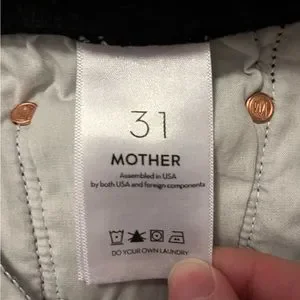 31
MOTHER
Assembled in USA
by both USA and foreign components
DO YOUR OWN LAUNDRY